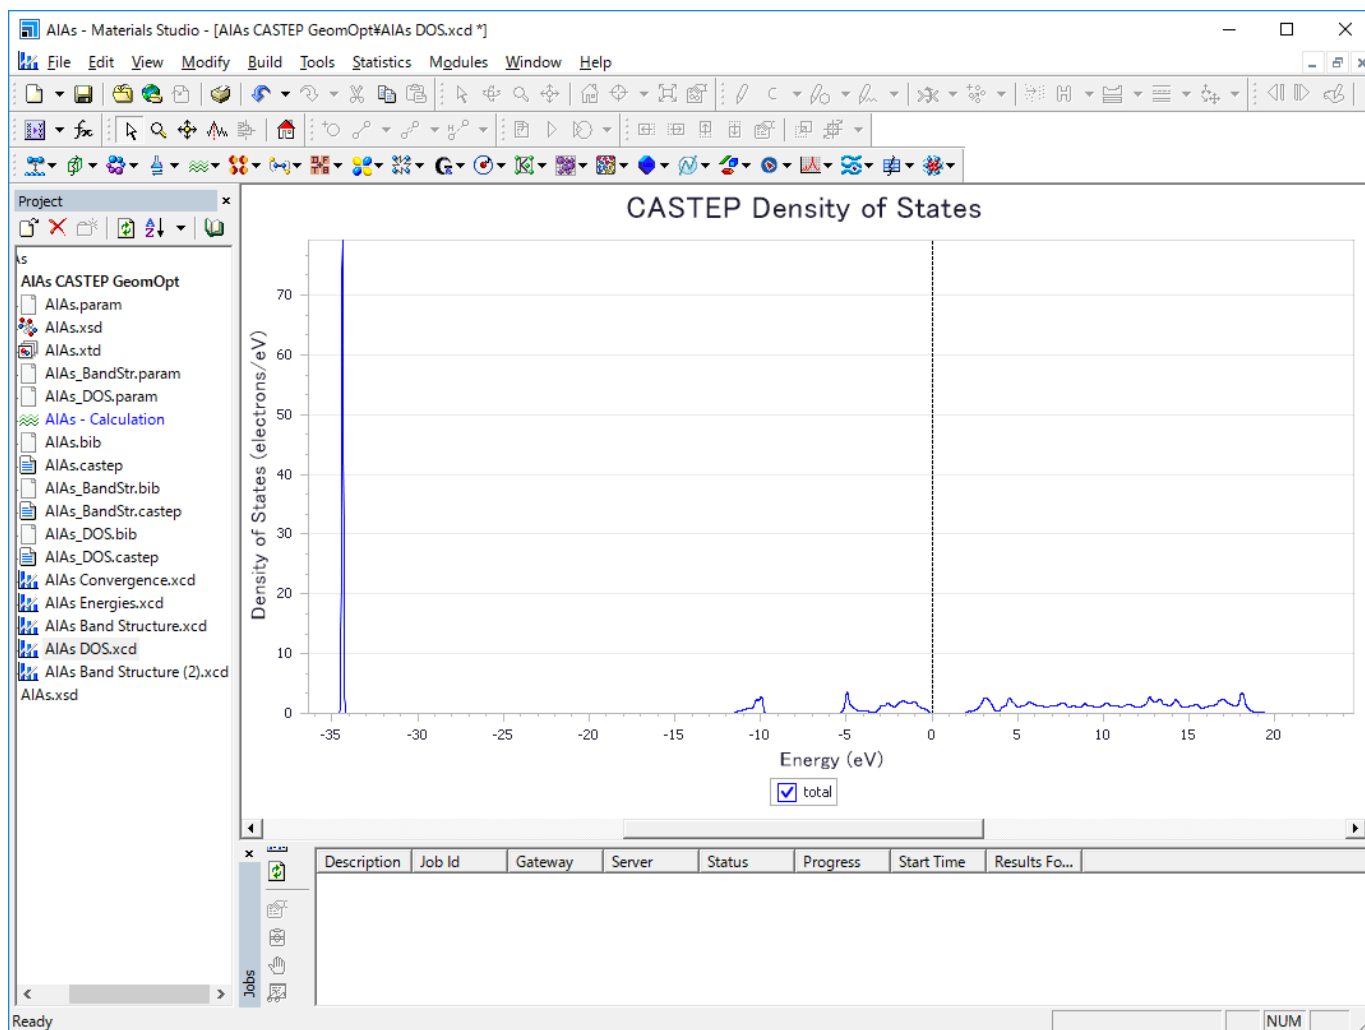 AlAs - Materials Studio - [AlAs CASTEP GeomOpt¥AlAs DOS.xcd *]
File Edit View Modify Build Tools Statistics Modules Window Help
Project
As
AlAs CASTEP GeomOpt
AlAs.param
AlAs.xsd
AlAs.xtd
AlAs_BandStr.param
AlAs_DOS.param
AlAs - Calculation
AlAs.bib
AlAs.castep
AlAs_BandStr.bib
AlAs_BandStr.castep
AlAs_DOS.bib
AlAs_DOS.castep
AlAs Convergence.xcd
AlAs Energies.xcd
AlAs Band Structure.xcd
AlAs DOS.xcd
AlAs Band Structure (2).xcd
AlAs.xsd
CASTEP Density of States
Density of States (electrons/eV)
70
60
50
40
30
20
10
0
-35 -30 -25 -20 -15 -10 -5 0 5 10 15 20
Energy (eV)
total
Jobs
Description Job Id Gateway Server Status Progress Start Time Results Fo...
Ready
NUM